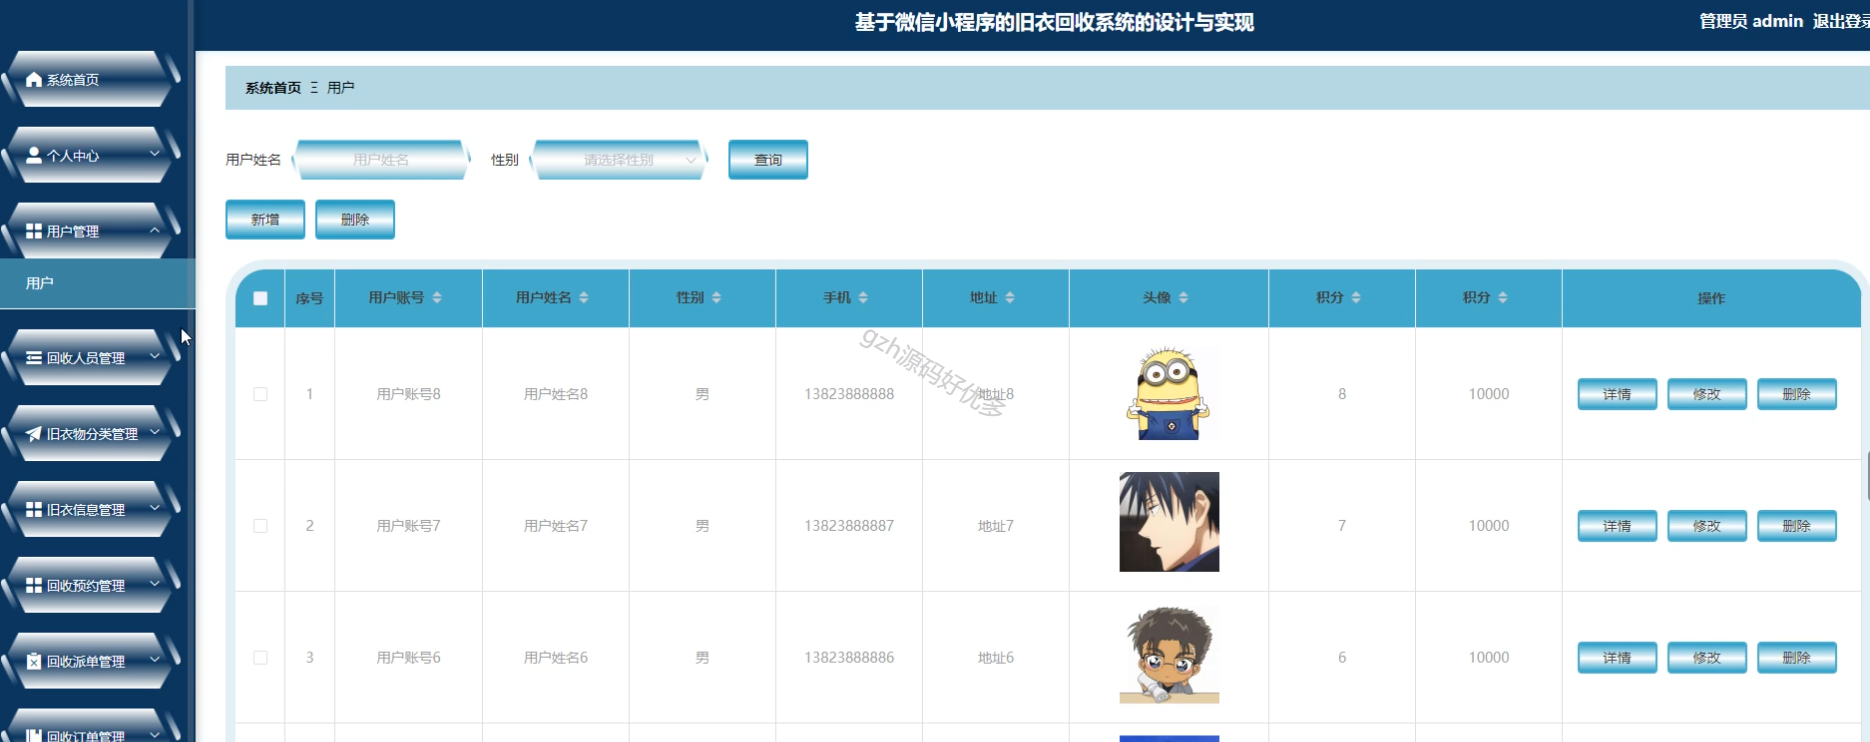 基于微信小程序的旧衣回收系统的设计与实现
管理员 admin 退出登录
系统首页
个人中心
用户管理
用户
回收人员管理
旧衣物分类管理
旧衣信息管理
回收预约管理
回收派单管理
回收订单管理
系统首页 Ξ 用户
用户姓名 用户姓名 性别 请选择性别 查询
新增 删除
序号 用户账号 用户姓名 性别 手机 地址 头像 积分 积分 操作
1 用户账号8 用户姓名8 男 13823888888 地址8 8 10000 详情 修改 删除
2 用户账号7 用户姓名7 男 13823888887 地址7 7 10000 详情 修改 删除
3 用户账号6 用户姓名6 男 13823888886 地址6 6 10000 详情 修改 删除
gzh源码好优多